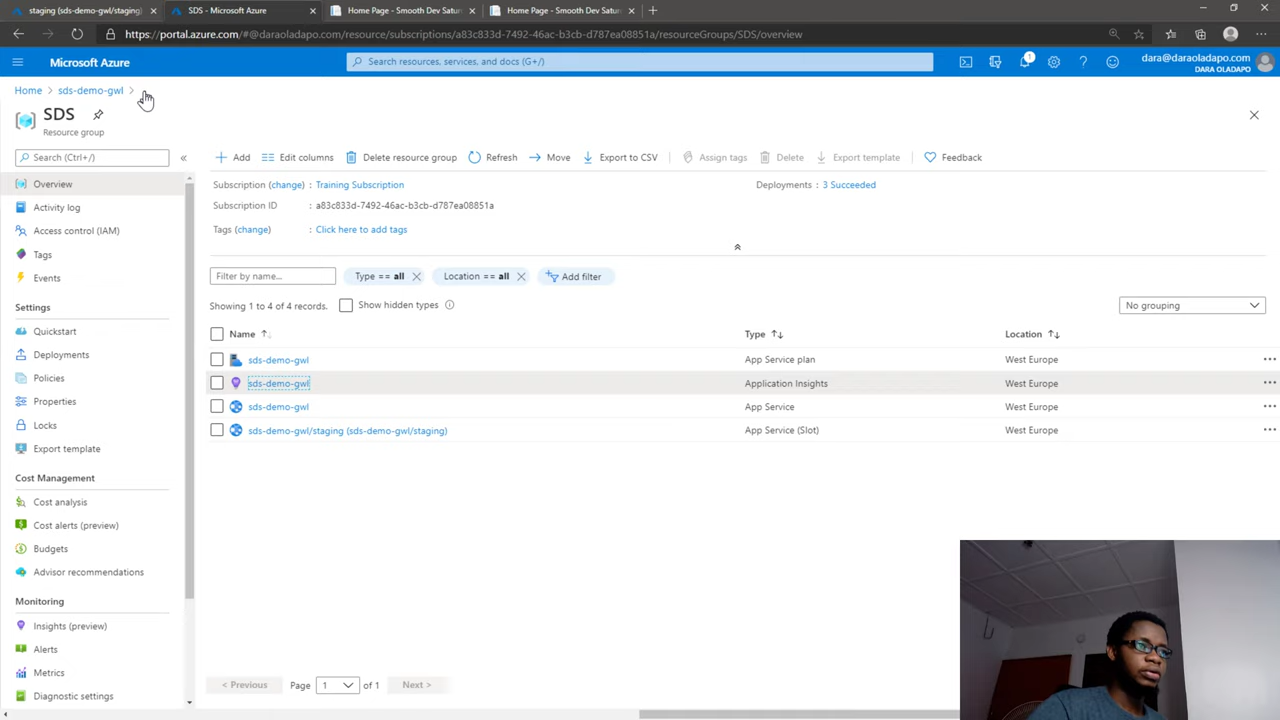 staging (sds-demo-gwl/staging)
SDS - Microsoft Azure
Home Page - Smooth Dev Satur
Home Page - Smooth Dev Satur
https://portal.azure.com/#@daraoladapo.com/resource/subscriptions/a83c833d-7492-46ac-b3cb-d787ea08851a/resourceGroups/SDS/overview
Microsoft Azure
Search resources, services, and docs (G+/)
1
dara@daraoladapo.com
DARA OLADAPO
Home > sds-demo-gwl >
SDS
Resource group
Search (Ctrl+/)
Overview
Activity log
Access control (IAM)
Tags
Events
Settings
Quickstart
Deployments
Policies
Properties
Locks
Export template
Cost Management
Cost analysis
Cost alerts (preview)
Budgets
Advisor recommendations
Monitoring
Insights (preview)
Alerts
Metrics
Diagnostic settings
Add
Edit columns
Delete resource group
Refresh
Move
Export to CSV
Assign tags
Delete
Export template
Feedback
Subscription (change) : Training Subscription
Deployments : 3 Succeeded
Subscription ID : a83c833d-7492-46ac-b3cb-d787ea08851a
Tags (change) : Click here to add tags
Filter by name...
Type == all
Location == all
Add filter
Showing 1 to 4 of 4 records.
Show hidden types
No grouping
Name Type Location
sds-demo-gwl App Service plan West Europe
sds-demo-gwl Application Insights West Europe
sds-demo-gwl App Service West Europe
sds-demo-gwl/staging (sds-demo-gwl/staging) App Service (Slot) West Europe
< Previous Page 1 of 1 Next >